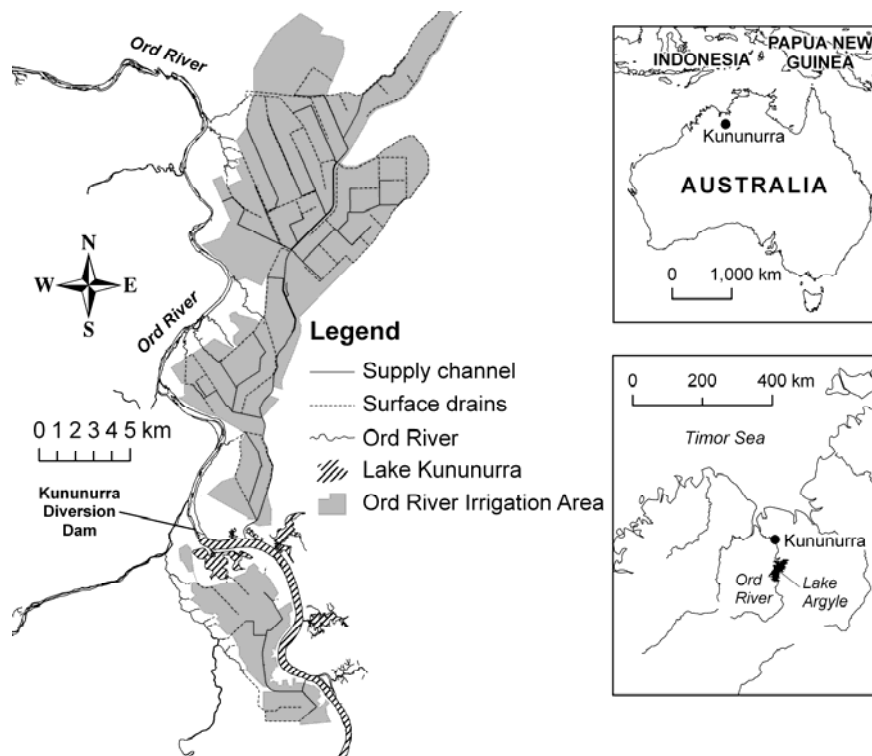 Ord River
N
W
E
S
Ord River
0 1 2 3 4 5 km
Kununurra
Diversion
Dam
Legend
Supply channel
Surface drains
Ord River
Lake Kununurra
Ord River Irrigation Area
INDONESIA
PAPUA NEW
GUINEA
Kununurra
AUSTRALIA
0 1,000 km
0 200 400 km
Timor Sea
Kununurra
Ord
River
Lake
Argyle